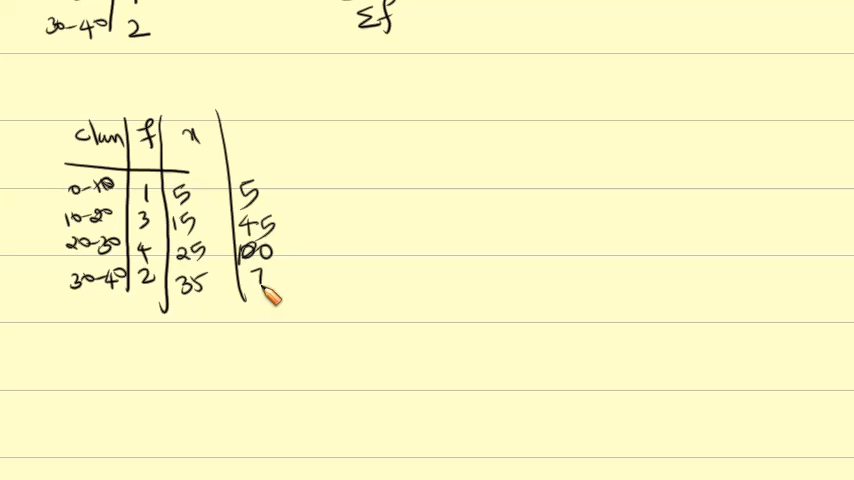 30-40 2
Σf
class f x
0-10 1 5 5
10-20 3 15 45
20-30 4 25 100
30-40 2 35 7